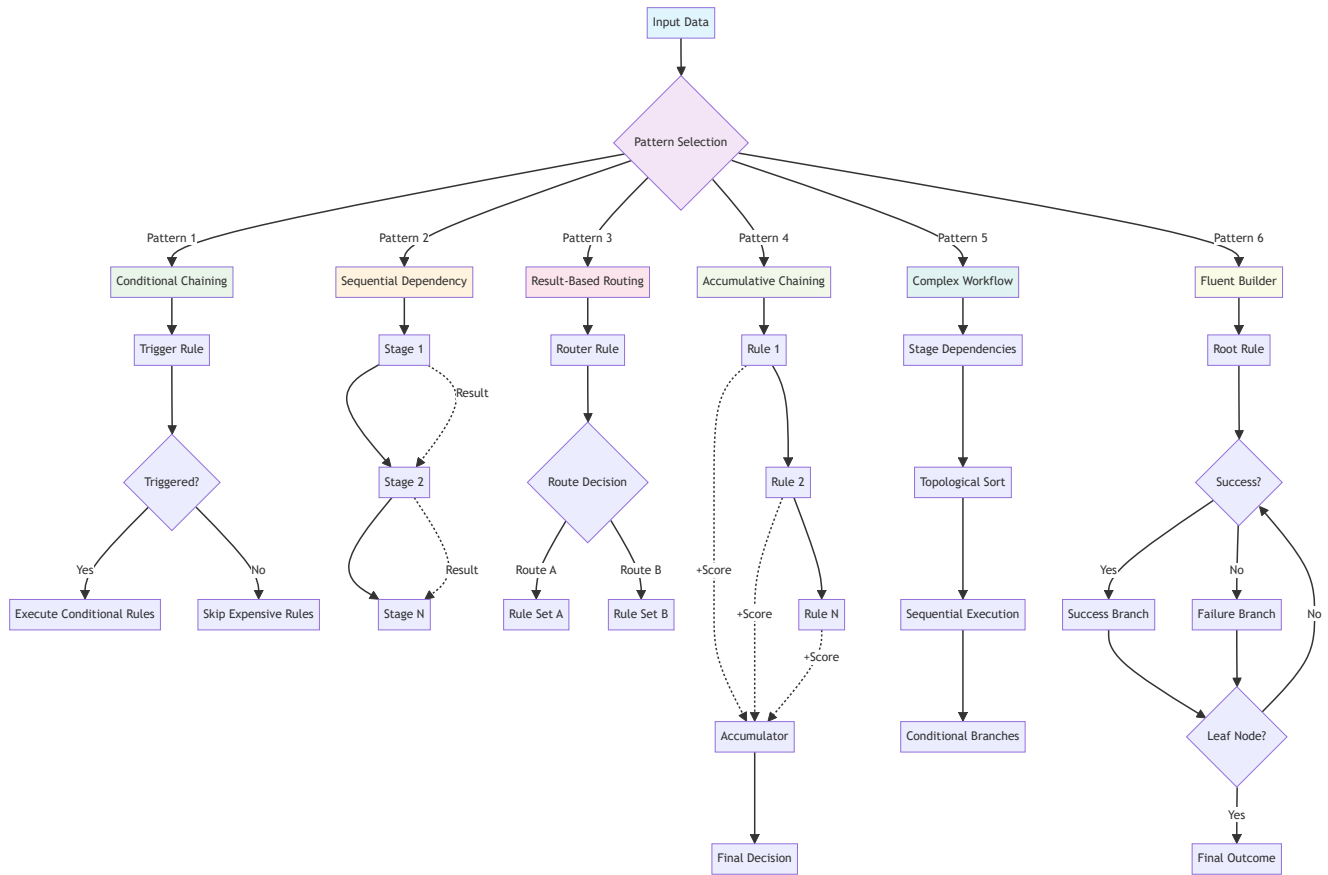 Input Data
Pattern Selection
Pattern 1
Pattern 2
Pattern 3
Pattern 4
Pattern 5
Pattern 6
Conditional Chaining
Sequential Dependency
Result-Based Routing
Accumulative Chaining
Complex Workflow
Fluent Builder
Trigger Rule
Stage 1
Router Rule
Rule 1
Stage Dependencies
Root Rule
Result
Triggered?
Stage 2
Route Decision
Rule 2
Topological Sort
Success?
Yes
No
Result
Route A
Route B
+Score
Yes
No
Execute Conditional Rules
Skip Expensive Rules
Stage N
Rule Set A
Rule Set B
+Score
Rule N
Sequential Execution
Success Branch
Failure Branch
No
+Score
Accumulator
Conditional Branches
Leaf Node?
Yes
Final Decision
Final Outcome